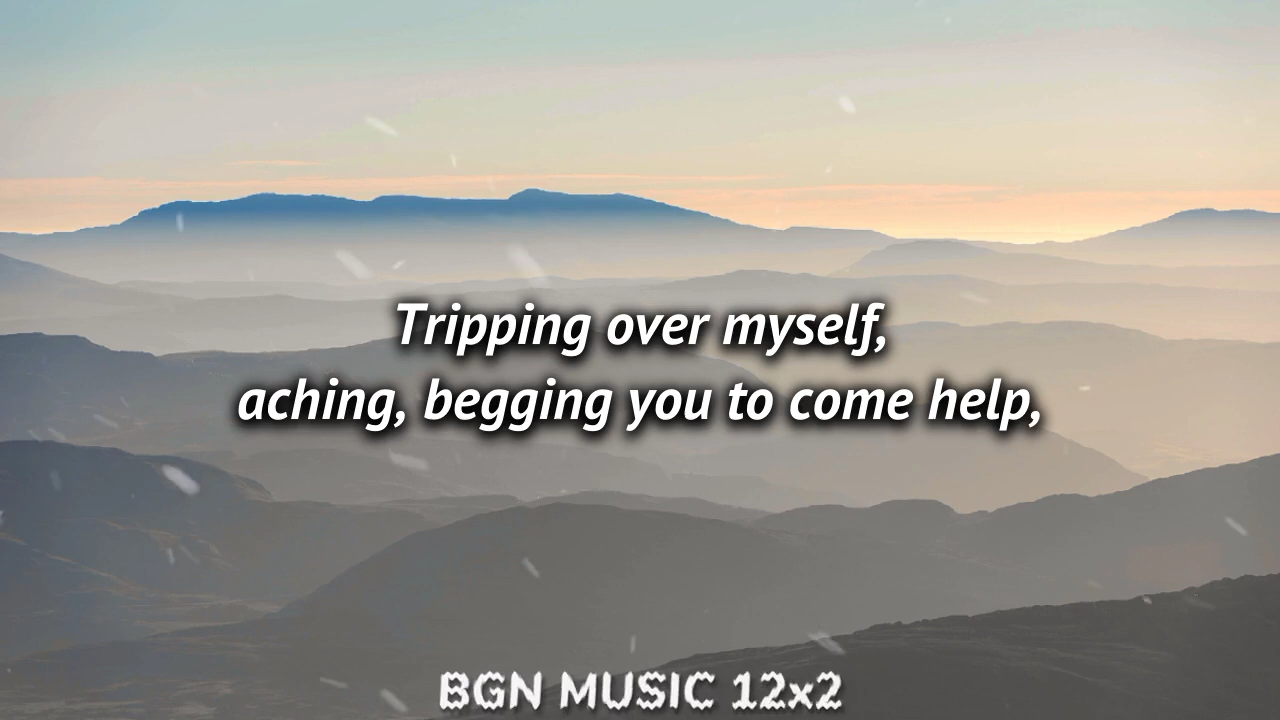 Tripping over myself,
aching, begging you to come help,
BGN MUSIC 12x2